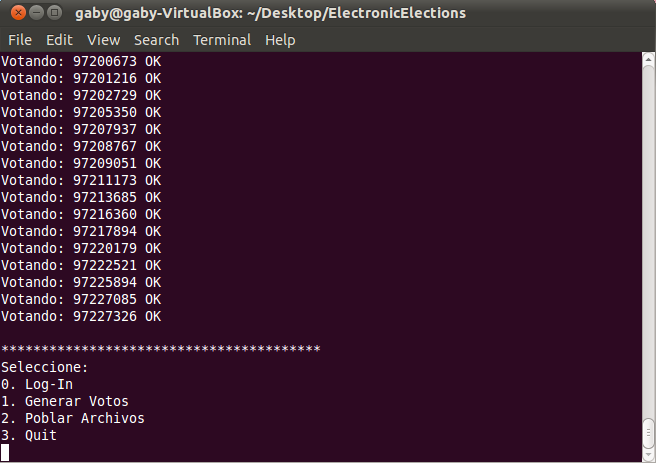 gaby@gaby-VirtualBox: ~/Desktop/ElectronicElections
File Edit View Search Terminal Help
Votando: 97200673 OK
Votando: 97201216 OK
Votando: 97202729 OK
Votando: 97205350 OK
Votando: 97207937 OK
Votando: 97208767 OK
Votando: 97209051 OK
Votando: 97211173 OK
Votando: 97213685 OK
Votando: 97216360 OK
Votando: 97217894 OK
Votando: 97220179 OK
Votando: 97222521 OK
Votando: 97225894 OK
Votando: 97227085 OK
Votando: 97227326 OK
****************************************
Seleccione:
0. Log-In
1. Generar Votos
2. Poblar Archivos
3. Quit